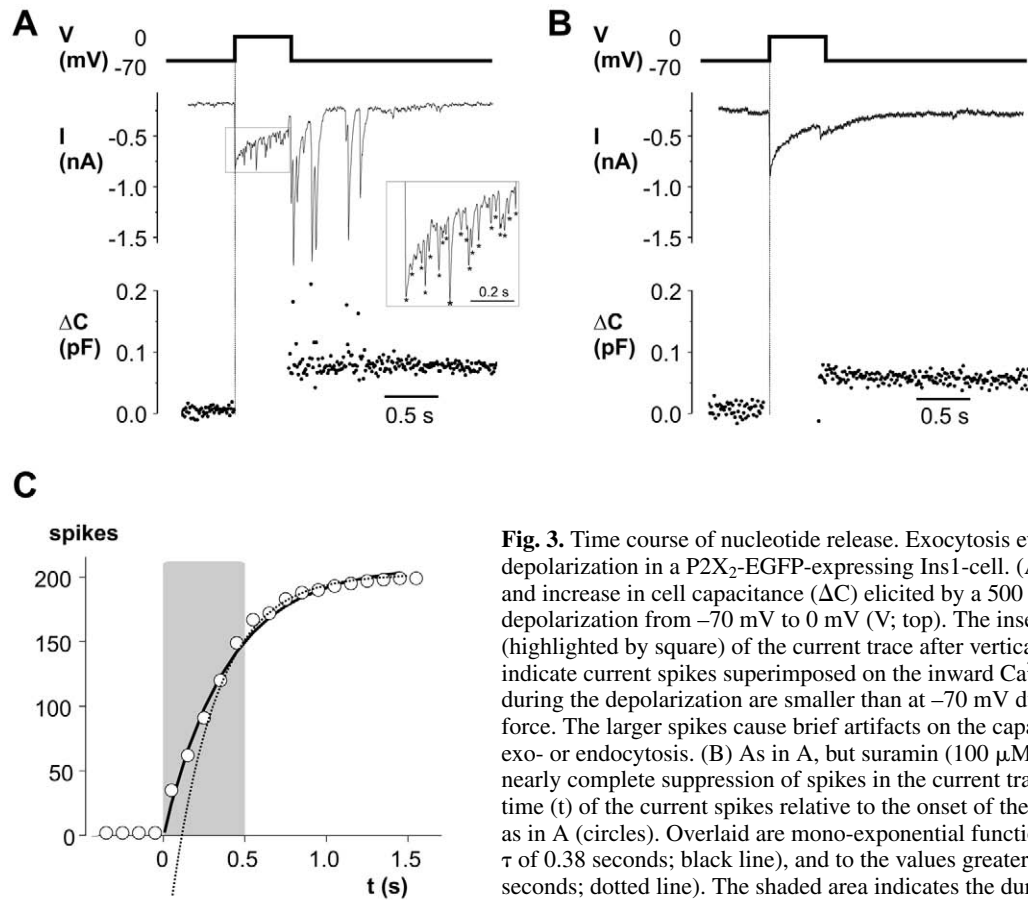 A
V
(mV)
0
-70
I
(nA)
-0.5
-1.0
-1.5
0.2 s
ΔC
(pF)
0.2
0.1
0.0
0.5 s
B
V
(mV)
0
-70
I
(nA)
-0.5
-1.0
-1.5
ΔC
(pF)
0.2
0.1
0.0
0.5 s
C
spikes
200
150
100
50
0
0
0.5
1.0
1.5
t (s)
Fig. 3. Time course of nucleotide release. Exocytosis e
depolarization in a P2X2-EGFP-expressing Ins1-cell. (
and increase in cell capacitance (ΔC) elicited by a 500
depolarization from –70 mV to 0 mV (V; top). The inse
(highlighted by square) of the current trace after vertica
indicate current spikes superimposed on the inward Ca
during the depolarization are smaller than at –70 mV d
force. The larger spikes cause brief artifacts on the capa
exo- or endocytosis. (B) As in A, but suramin (100 μM
nearly complete suppression of spikes in the current tra
time (t) of the current spikes relative to the onset of the
as in A (circles). Overlaid are mono-exponential functio
τ of 0.38 seconds; black line), and to the values greater
seconds; dotted line). The shaded area indicates the dur